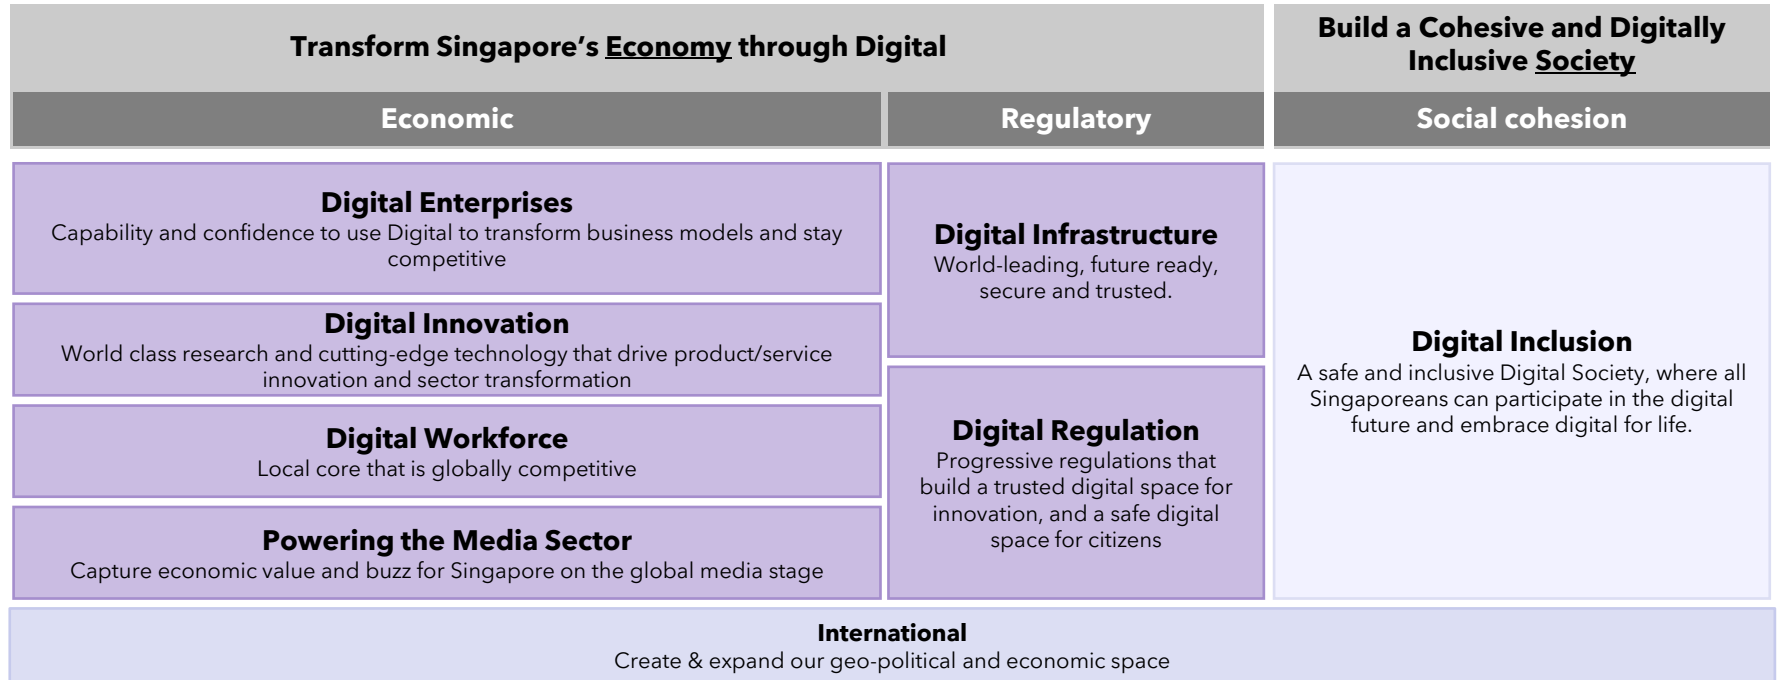 Transform Singapore's Economy through Digital
Build a Cohesive and Digitally
Inclusive Society
Economic
Regulatory
Social cohesion
Digital Enterprises
Capability and confidence to use Digital to transform business models and stay
competitive
Digital Innovation
World class research and cutting-edge technology that drive product/service
innovation and sector transformation
Digital Workforce
Local core that is globally competitive
Powering the Media Sector
Capture economic value and buzz for Singapore on the global media stage
Digital Infrastructure
World-leading, future ready,
secure and trusted.
Digital Regulation
Progressive regulations that
build a trusted digital space for
innovation, and a safe digital
space for citizens
Digital Inclusion
A safe and inclusive Digital Society, where all
Singaporeans can participate in the digital
future and embrace digital for life.
International
Create & expand our geo-political and economic space